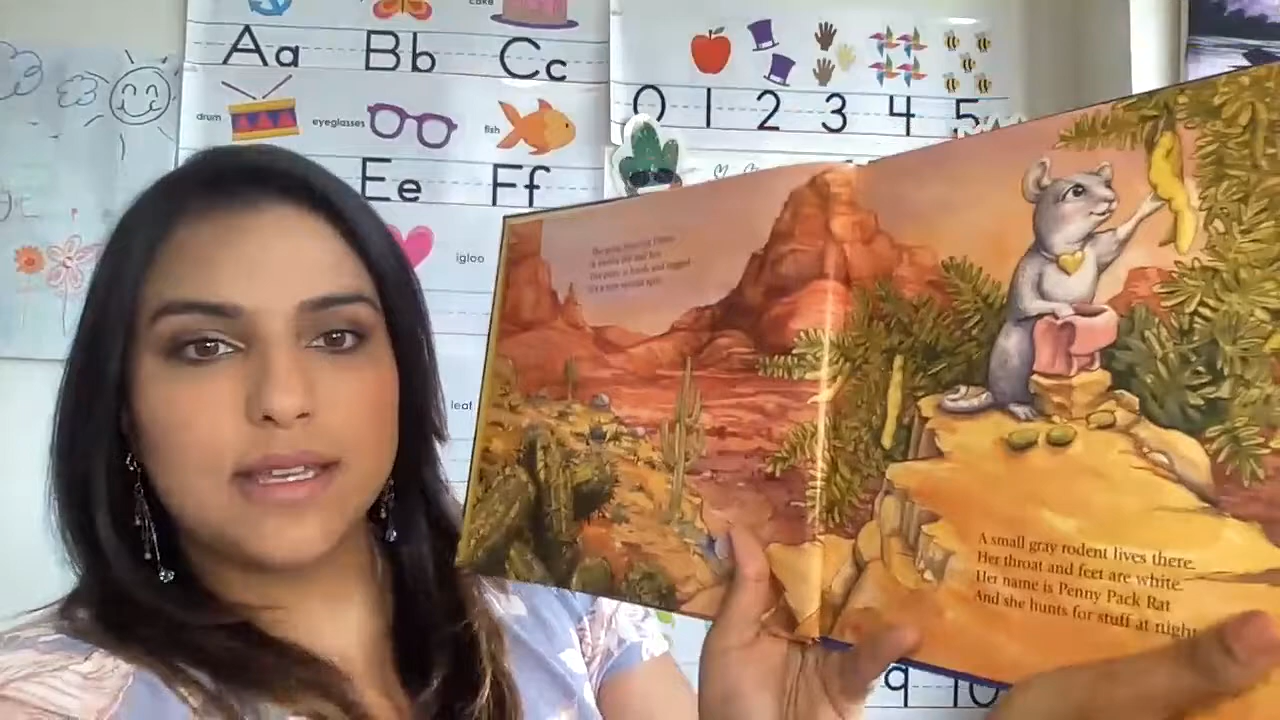 cake
Aa Bb Cc
drum
eyeglasses
fish
Ee Ff
igloo
leaf
0 1 2 3 4 5
9 10
A small gray rodent lives there.
Her throat and feet are white.
Her name is Penny Pack Rat
And she hunts for stuff at night.